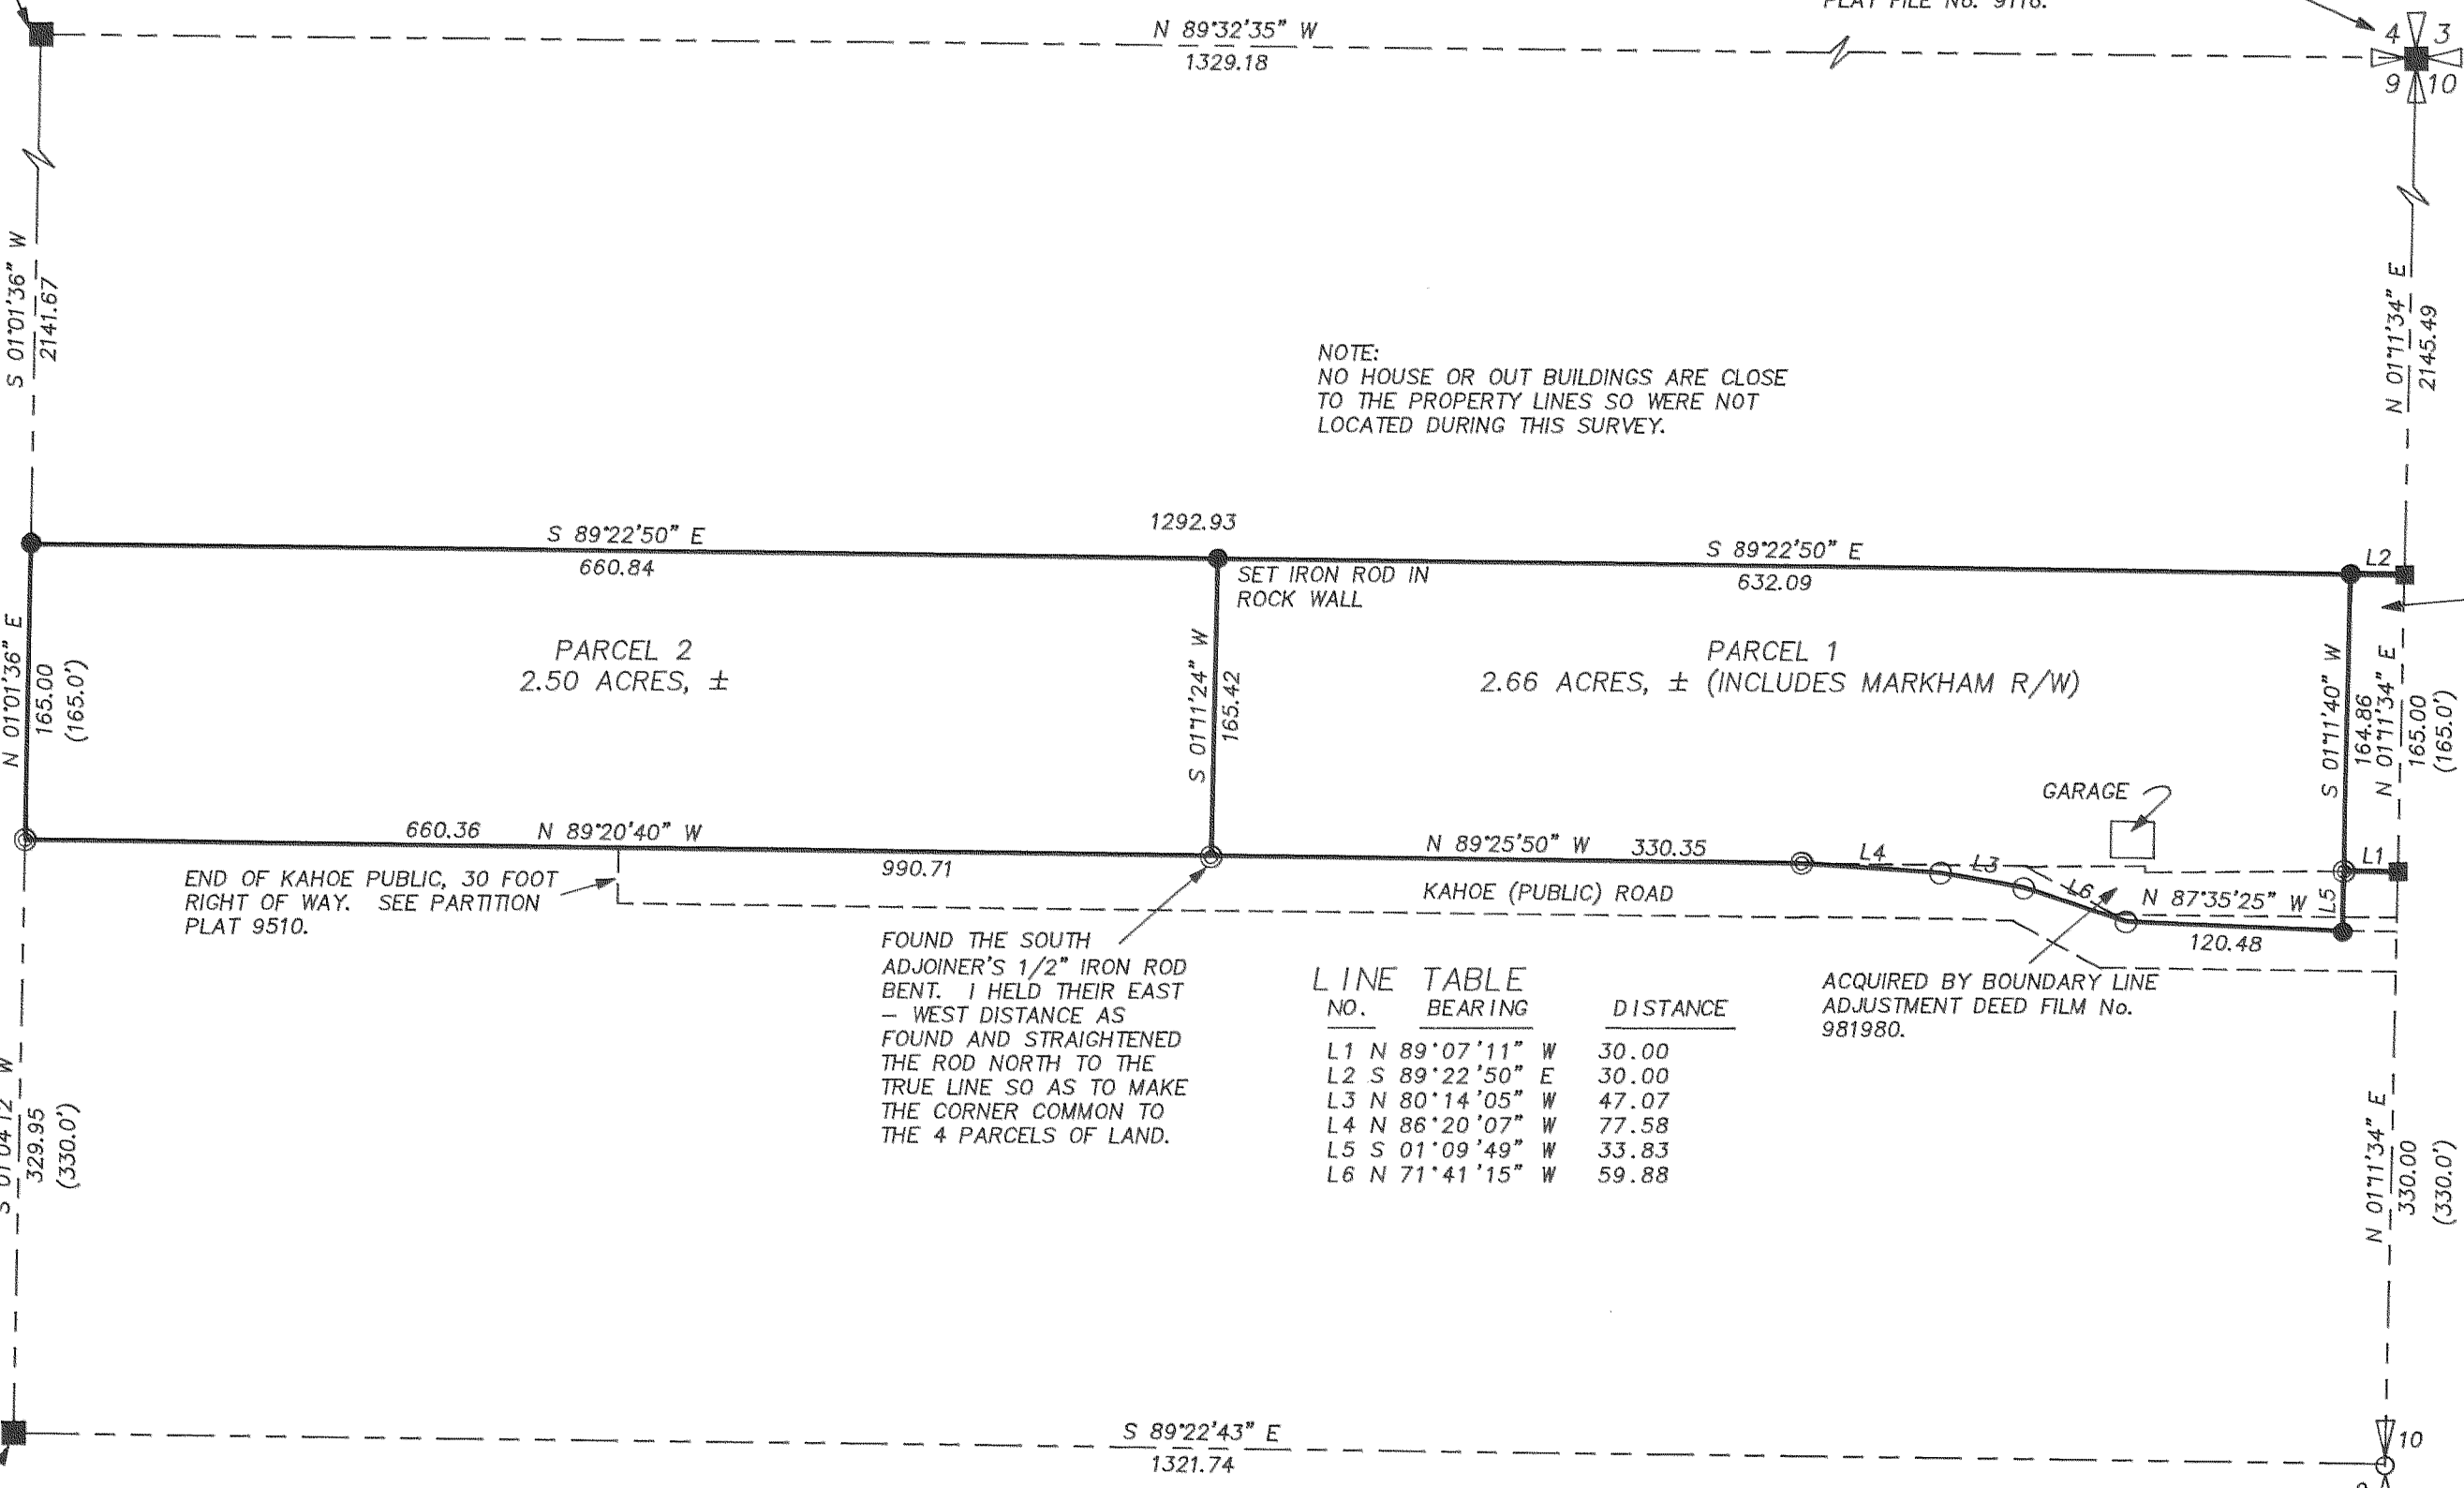 PLAT FILE No. 9116.
N 89°32'35" W
1329.18
4 3
9 10
S 01°01'36" W
2141.67
N 01°11'34" E
2145.49
NOTE:
NO HOUSE OR OUT BUILDINGS ARE CLOSE
TO THE PROPERTY LINES SO WERE NOT
LOCATED DURING THIS SURVEY.
S 89°22'50" E
660.84
1292.93
S 89°22'50" E
632.09
L2
SET IRON ROD IN
ROCK WALL
N 01°01'36" E
165.00
(165.0')
PARCEL 2
2.50 ACRES, ±
S 01°11'24" W
165.42
PARCEL 1
2.66 ACRES, ± (INCLUDES MARKHAM R/W)
S 01°11'40" W
164.86
N 01°11'34" E
165.00
(165.0')
GARAGE
660.36 N 89°20'40" W
990.71
N 89°25'50" W 330.35
L4
L3
L6
L1
L5
N 87°35'25" W
120.48
KAHOE (PUBLIC) ROAD
END OF KAHOE PUBLIC, 30 FOOT
RIGHT OF WAY. SEE PARTITION
PLAT 9510.
FOUND THE SOUTH
ADJOINER'S 1/2" IRON ROD
BENT. I HELD THEIR EAST
– WEST DISTANCE AS
FOUND AND STRAIGHTENED
THE ROD NORTH TO THE
TRUE LINE SO AS TO MAKE
THE CORNER COMMON TO
THE 4 PARCELS OF LAND.
LINE TABLE
NO. BEARING DISTANCE
L1 N 89°07'11" W 30.00
L2 S 89°22'50" E 30.00
L3 N 80°14'05" W 47.07
L4 N 86°20'07" W 77.58
L5 S 01°09'49" W 33.83
L6 N 71°41'15" W 59.88
ACQUIRED BY BOUNDARY LINE
ADJUSTMENT DEED FILM No.
981980.
S 01°04'12" W
329.95
(330.0')
N 01°11'34" E
330.00
(330.0')
S 89°22'43" E
1321.74
10